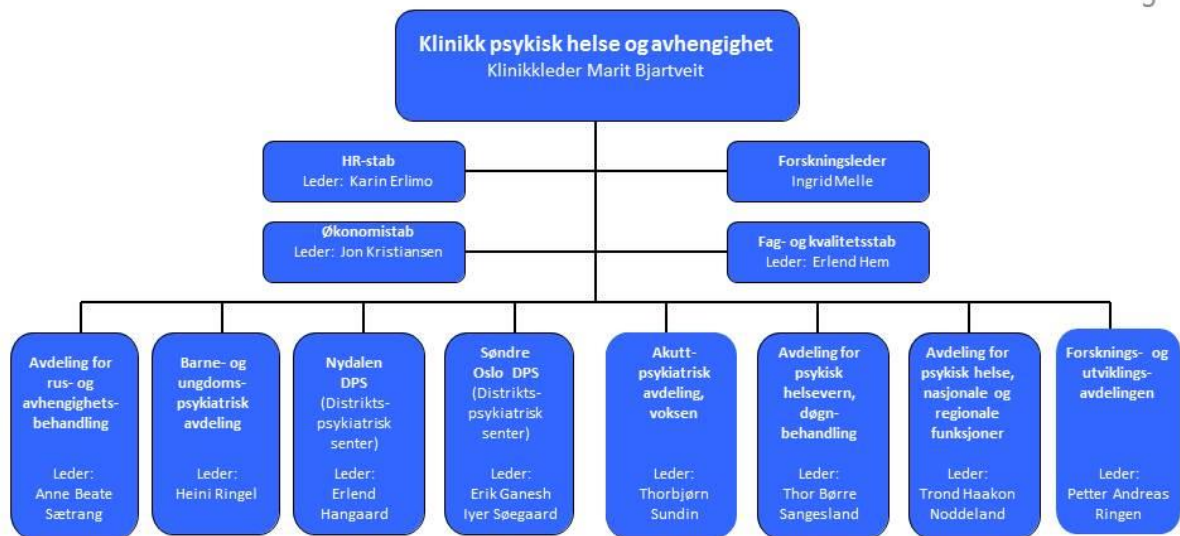 Klinikk psykisk helse og avhengighet
Klinikkleder Marit Bjartveit
HR-stab
Leder: Karin Erlimo
Forskningsleder
Ingrid Melle
Økonomistab
Leder: Jon Kristiansen
Fag- og kvalitetsstab
Leder: Erlend Hem
Avdeling for
rus- og
avhengighets-
behandling
Leder:
Anne Beate
Sætrang
Barne- og
ungdoms-
psykiatrisk
avdeling
Leder:
Heini Ringel
Nydalen
DPS
(Distrikts-
psykiatrisk
senter)
Leder:
Erlend
Hangaard
Søndre
Oslo DPS
(Distrikts-
psykiatrisk
senter)
Leder:
Erik Ganesh
Iyer Søegaard
Akutt-
psykiatrisk
avdeling,
voksen
Leder:
Thorbjørn
Sundin
Avdeling for
psykisk
helsevern,
døgn-
behandling
Leder:
Thor Børre
Sangesland
Avdeling for
psykisk helse,
nasjonale og
regionale
funksjoner
Leder:
Trond Haakon
Noddeland
Forsknings- og
utviklings-
avdelingen
Leder:
Petter Andreas
Ringen